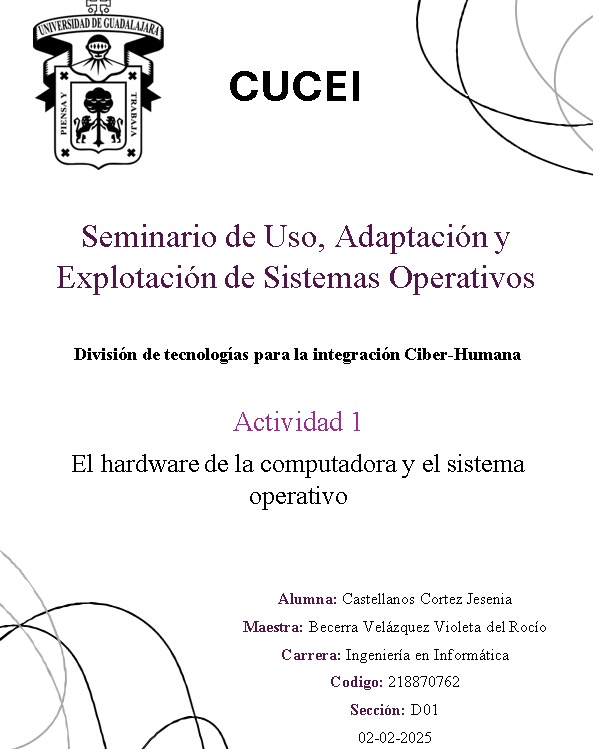 UNIVERSIDAD DE GUADALAJARA
PIENSA Y
TRABAJA
CUCEI
Seminario de Uso, Adaptación y
Explotación de Sistemas Operativos
División de tecnologías para la integración Ciber-Humana
Actividad 1
El hardware de la computadora y el sistema
operativo
Alumna: Castellanos Cortez Jesenia
Maestra: Becerra Velázquez Violeta del Rocío
Carrera: Ingeniería en Informática
Codigo: 218870762
Sección: D01
02-02-2025